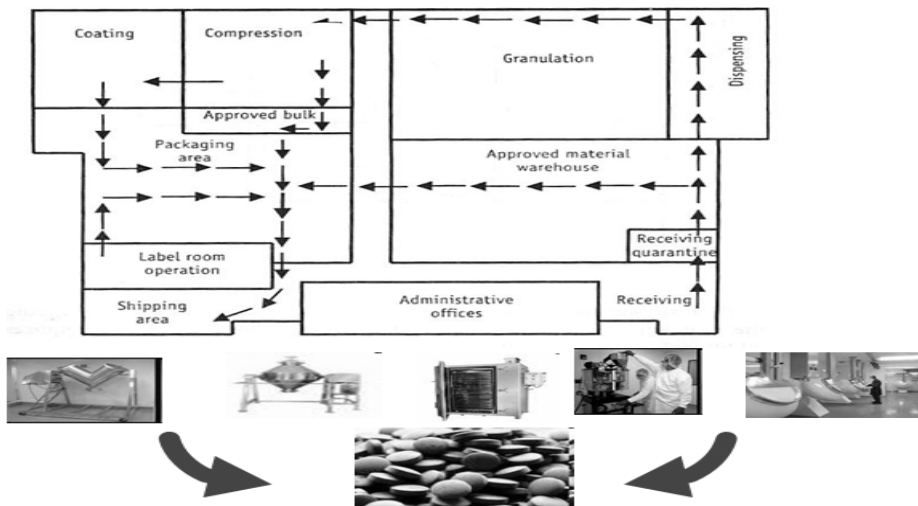 Coating
Compression
Granulation
Dispensing
Approved bulk
Packaging
area
Approved material
warehouse
Receiving
quarantine
Label room
operation
Shipping
area
Administrative
offices
Receiving